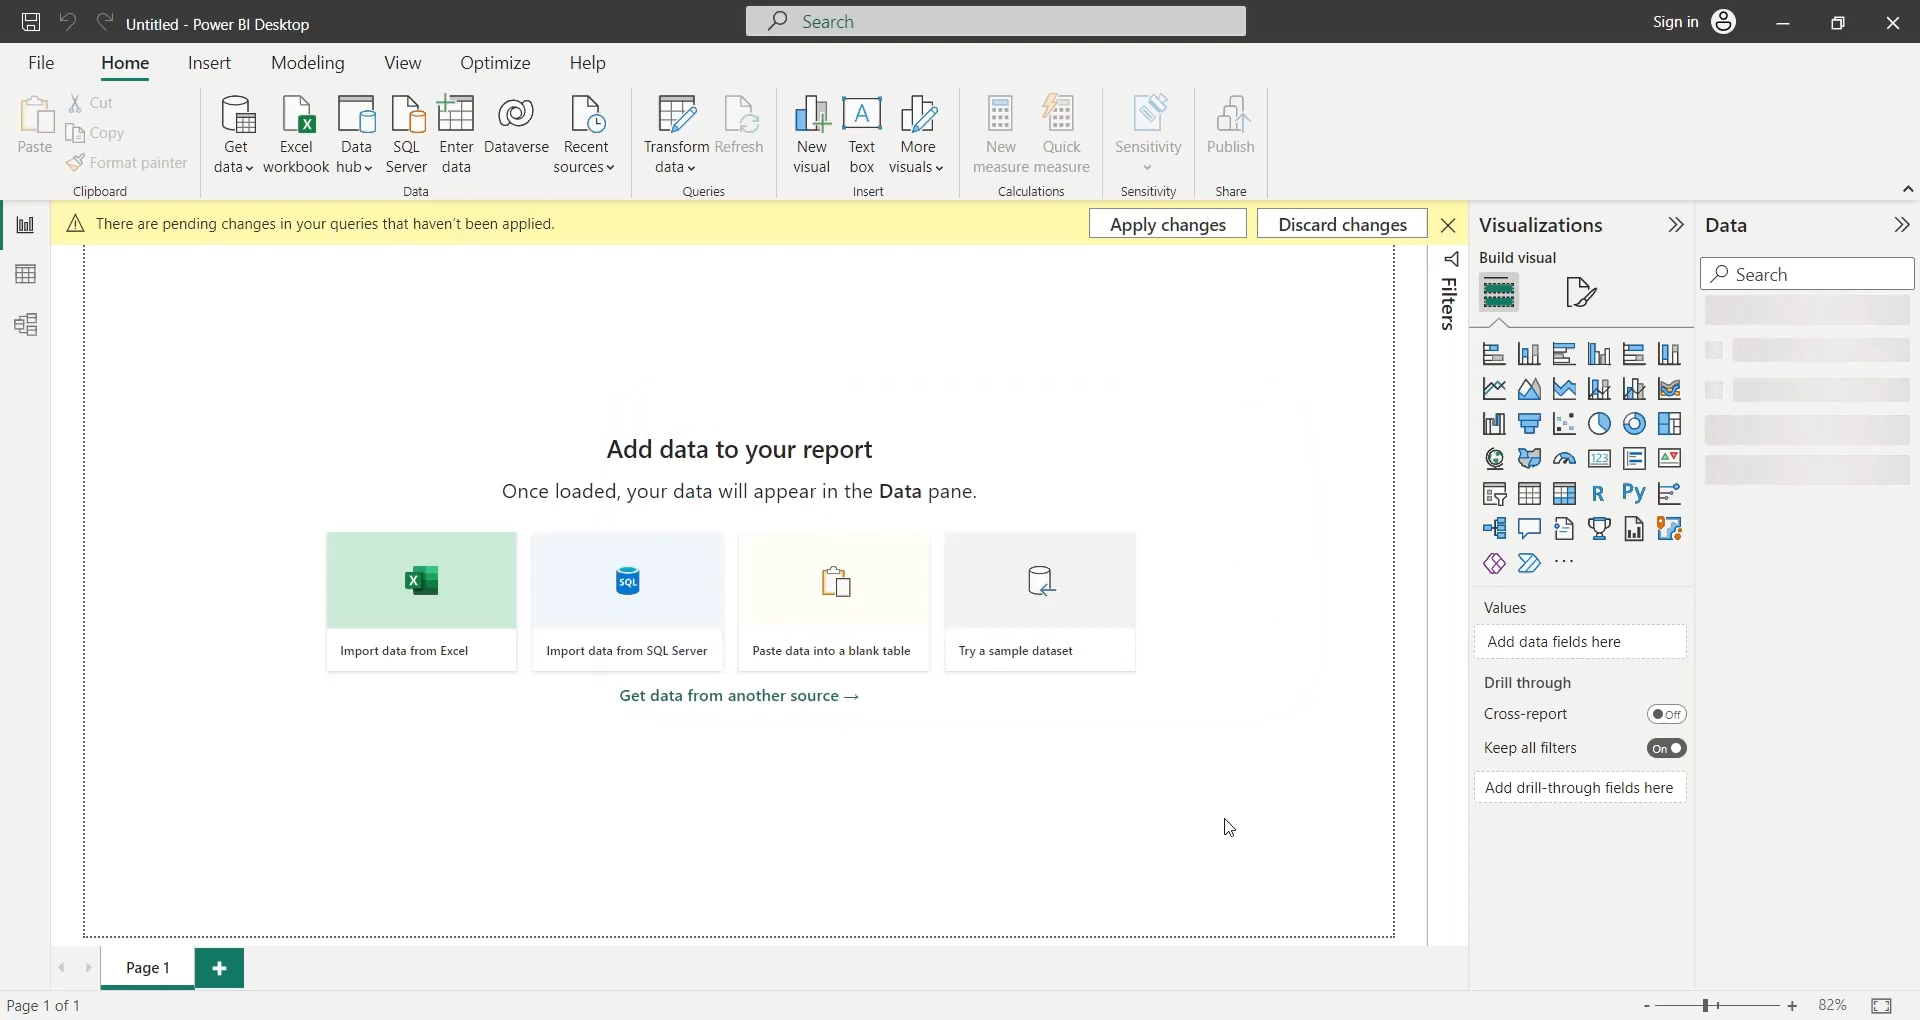 Untitled - Power BI Desktop
Search
Sign in
File
Home
Insert
Modeling
View
Optimize
Help
Paste
Cut
Copy
Format painter
Clipboard
Get
data
Excel
workbook
Data
hub
SQL
Server
Enter
data
Dataverse
Recent
sources
Data
Transform
data
Refresh
Queries
New
visual
A
Text
box
More
visuals
Insert
New
measure
Quick
measure
Calculations
Sensitivity
Sensitivity
Publish
Share
There are pending changes in your queries that haven't been applied.
Apply changes
Discard changes
Filters
Add data to your report
Once loaded, your data will appear in the Data pane.
X
SQL
Import data from Excel
Import data from SQL Server
Paste data into a blank table
Try a sample dataset
Get data from another source →
Visualizations
Build visual
123
R
Py
...
Values
Add data fields here
Drill through
Cross-report
Off
Keep all filters
On
Add drill-through fields here
Data
Search
Page 1
+
Page 1 of 1
-
+
82%